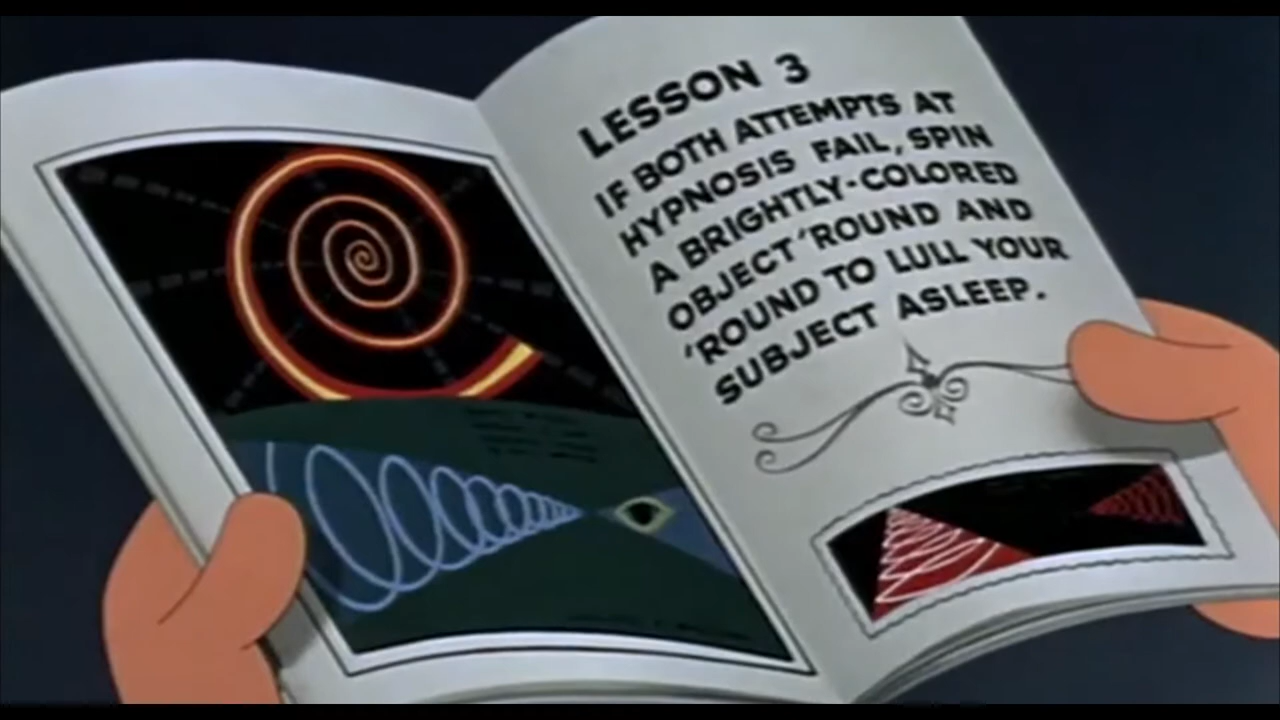 LESSON 3
IF BOTH ATTEMPTS AT
HYPNOSIS FAIL, SPIN
A BRIGHTLY-COLORED
OBJECT 'ROUND AND
'ROUND TO LULL YOUR
SUBJECT ASLEEP.